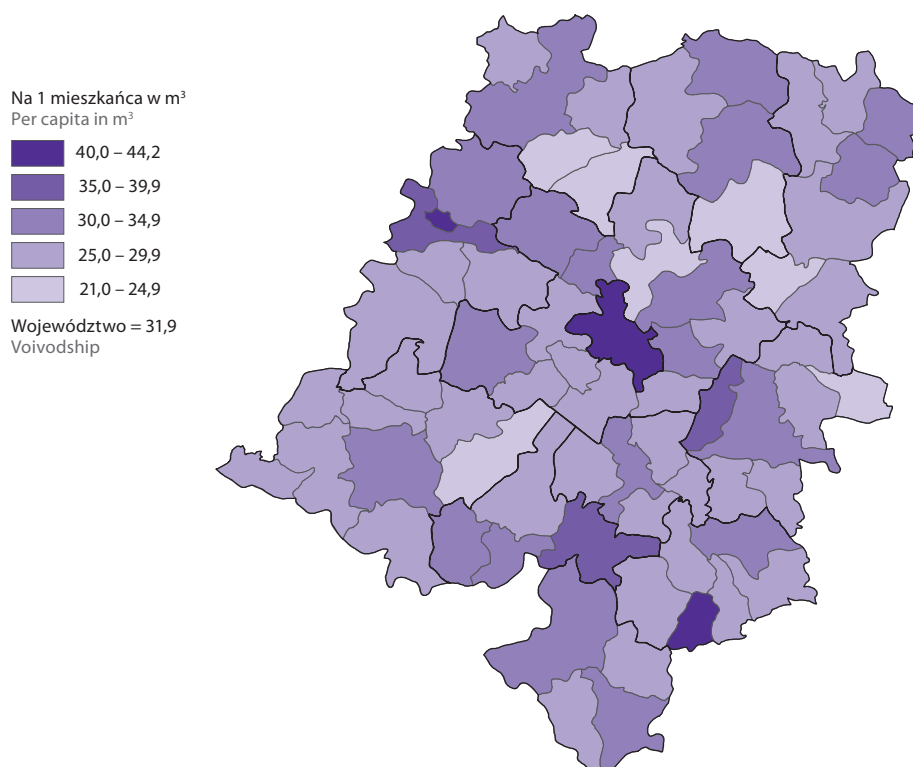 Na 1 mieszkańca w m³
Per capita in m³
40,0 – 44,2
35,0 – 39,9
30,0 – 34,9
25,0 – 29,9
21,0 – 24,9
Województwo = 31,9
Voivodship